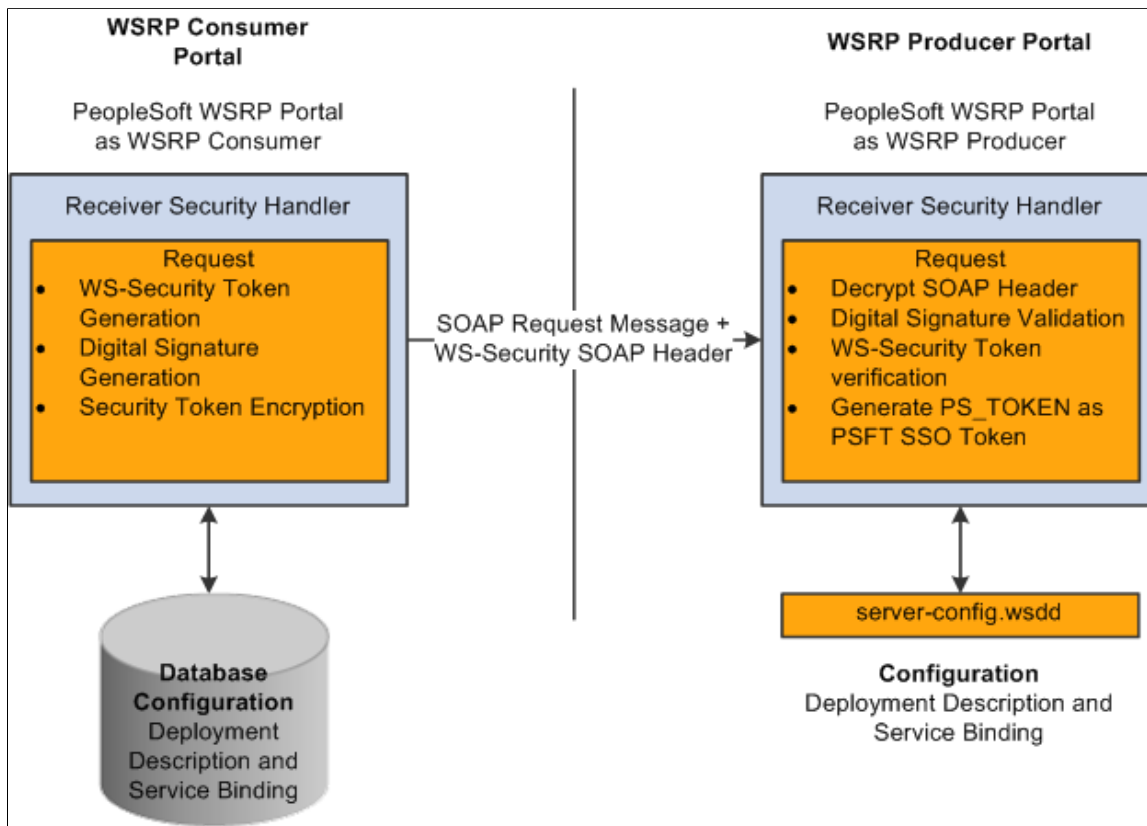 WSRP Consumer
Portal
PeopleSoft WSRP Portal
as WSRP Consumer
Receiver Security Handler
Request
• WS-Security Token
Generation
• Digital Signature
Generation
• Security Token Encryption
Database
Configuration
Deployment
Description and
Service Binding
SOAP Request Message +
WS-Security SOAP Header
WSRP Producer Portal
PeopleSoft WSRP Portal
as WSRP Producer
Receiver Security Handler
Request
• Decrypt SOAP Header
• Digital Signature Validation
• WS-Security Token
verification
• Generate PS_TOKEN as
PSFT SSO Token
server-config.wsdd
Configuration
Deployment Description and
Service Binding